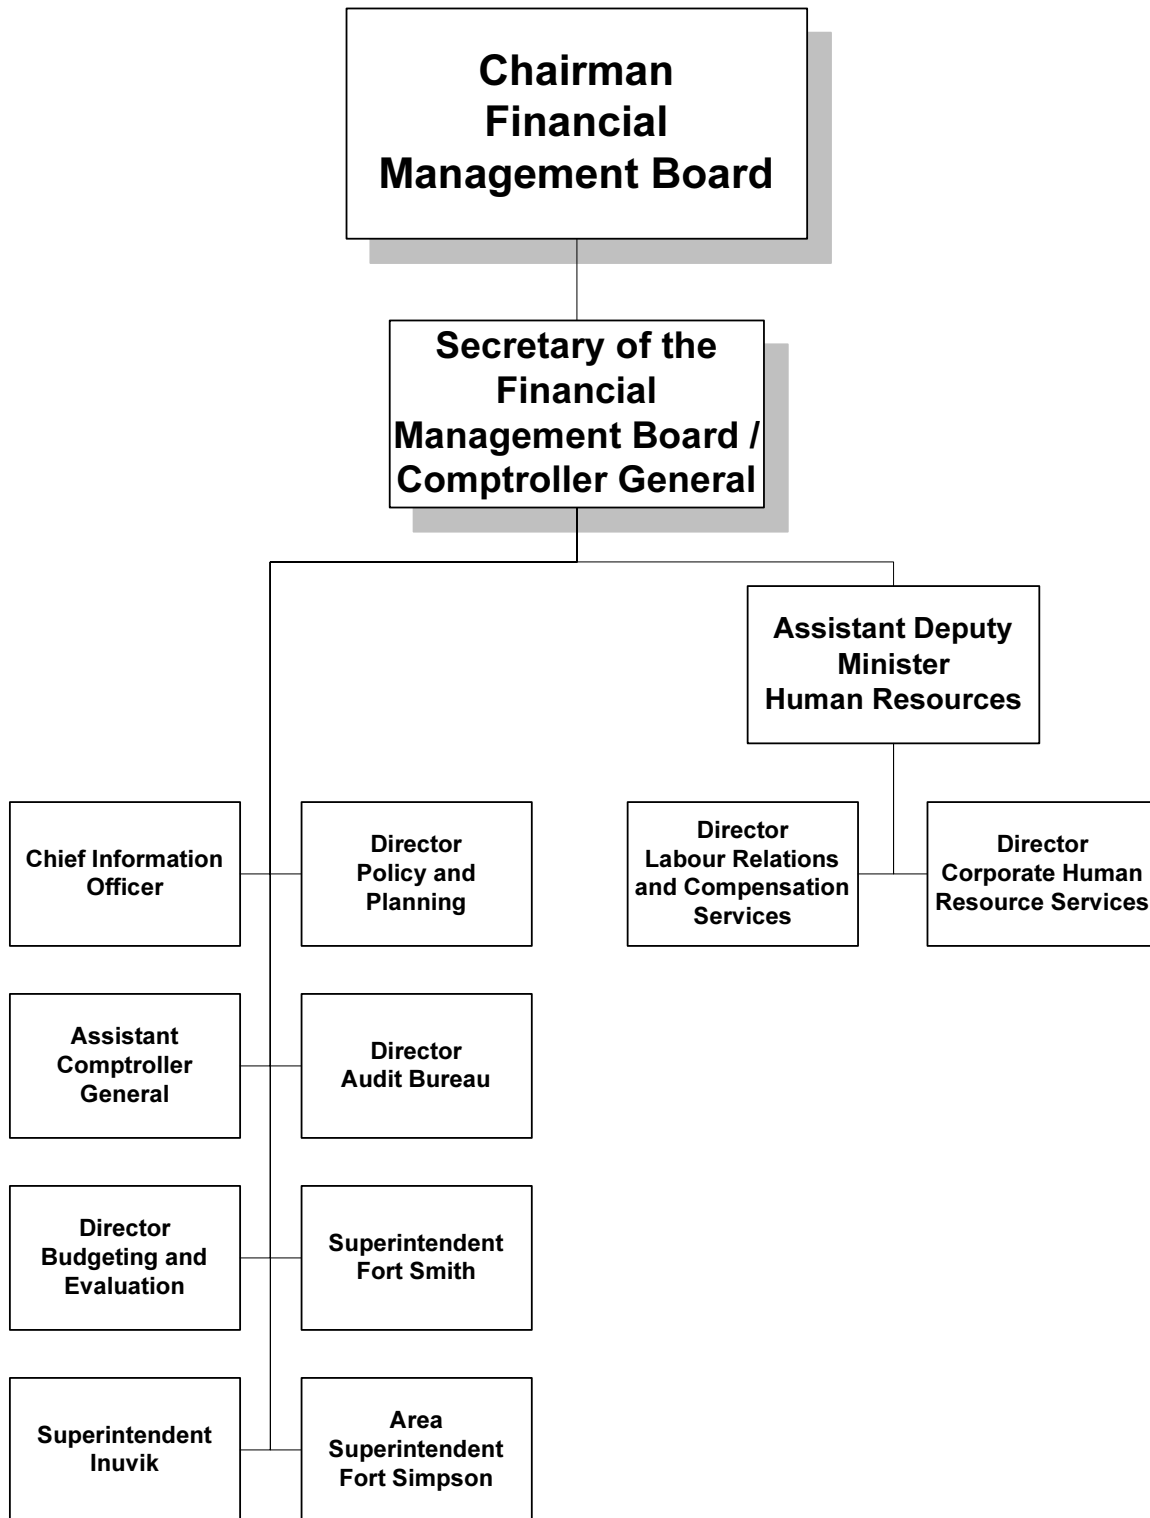 Chairman
Financial
Management Board
Secretary of the
Financial
Management Board /
Comptroller General
Assistant Deputy
Minister
Human Resources
Chief Information
Officer
Director
Policy and
Planning
Director
Labour Relations
and Compensation
Services
Director
Corporate Human
Resource Services
Assistant
Comptroller
General
Director
Audit Bureau
Director
Budgeting and
Evaluation
Superintendent
Fort Smith
Superintendent
Inuvik
Area
Superintendent
Fort Simpson